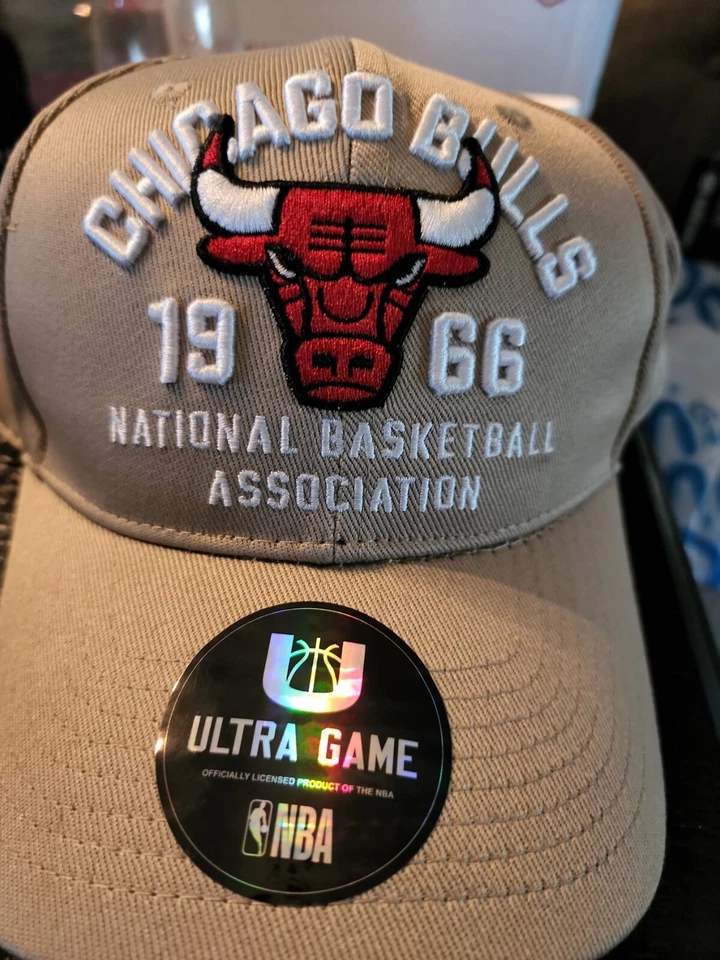 CHICAGO BULLS
19 66
NATIONAL BASKETBALL
ASSOCIATION
U
ULTRA GAME
OFFICIALLY LICENSED PRODUCT OF THE NBA
NBA